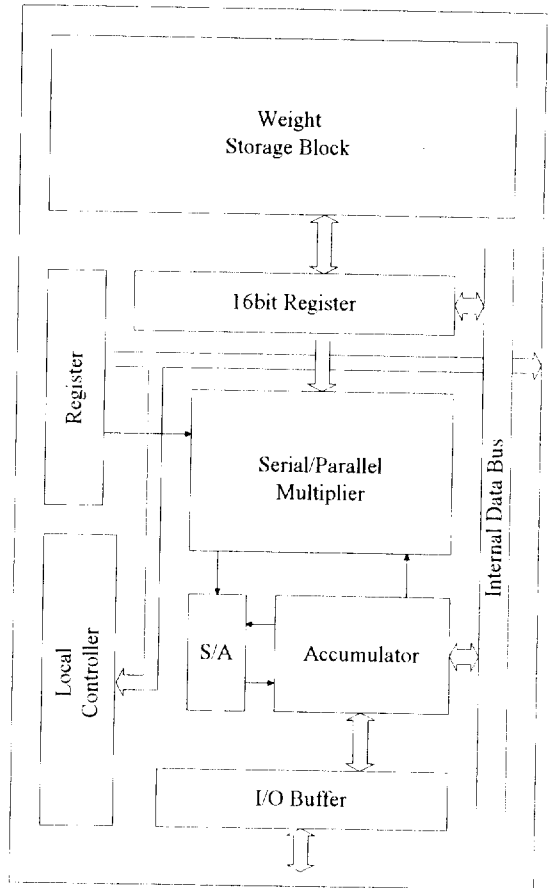 Weight
Storage Block
16bit Register
Register
Serial/Parallel
Multiplier
Internal Data Bus
S/A
Accumulator
Local
Controller
I/O Buffer